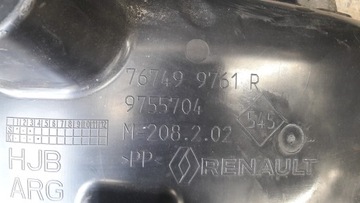 76749 9761 R
9755704
M-208.2.02
545
HJB
>PP<
RENAULT
ARG